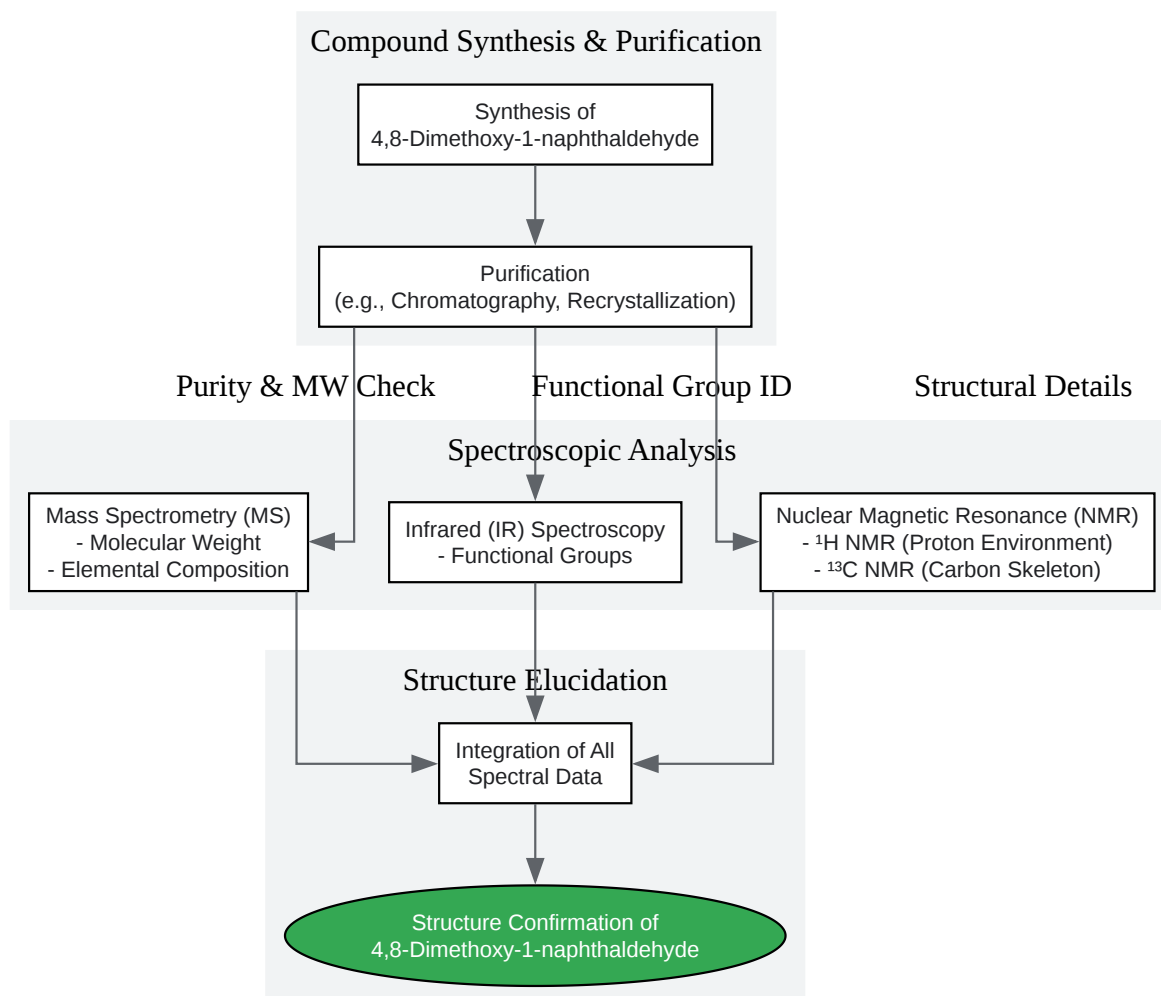 Compound Synthesis & Purification
Synthesis of
4,8-Dimethoxy-1-naphthaldehyde
Purification
(e.g., Chromatography, Recrystallization)
Purity & MW Check
Functional Group ID
Structural Details
Spectroscopic Analysis
Mass Spectrometry (MS)
- Molecular Weight
- Elemental Composition
Infrared (IR) Spectroscopy
- Functional Groups
Nuclear Magnetic Resonance (NMR)
- ¹H NMR (Proton Environment)
- ¹³C NMR (Carbon Skeleton)
Structure Elucidation
Integration of All
Spectral Data
Structure Confirmation of
4,8-Dimethoxy-1-naphthaldehyde